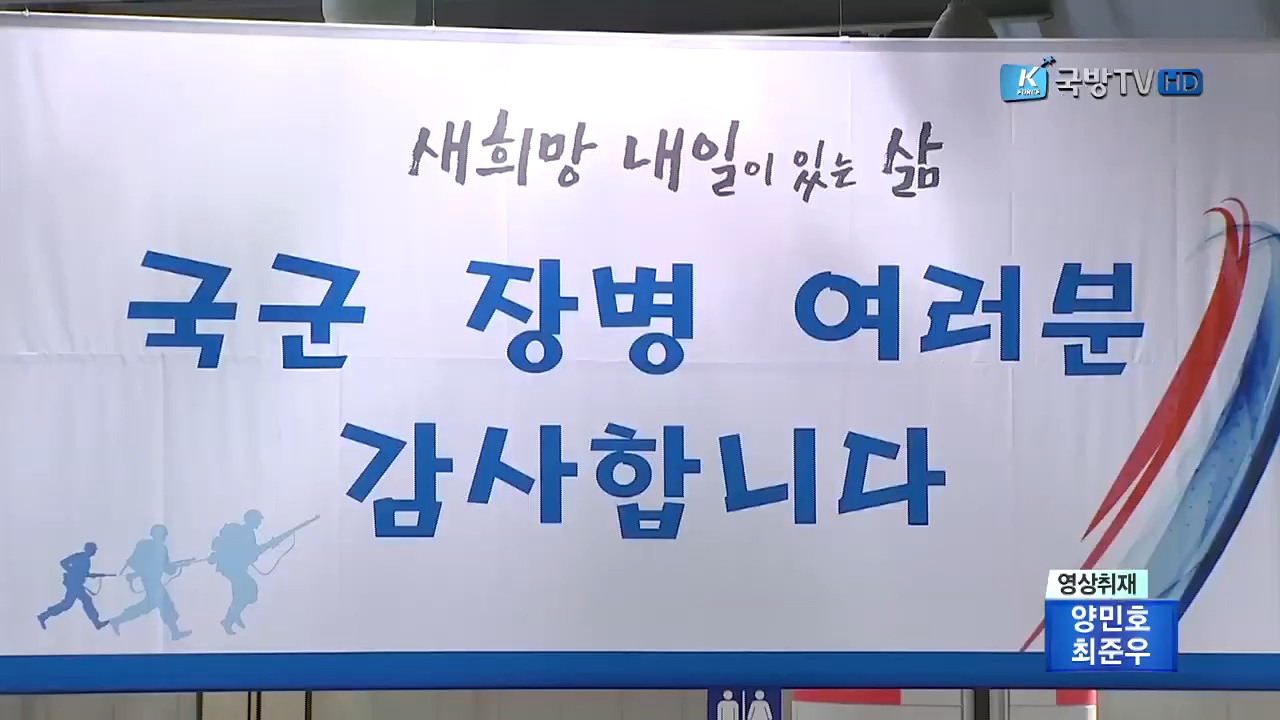 K FORCE 국방TV HD
새희망 내일이 있는 삶
국군 장병 여러분
감사합니다
영상취재
양민호
최준우